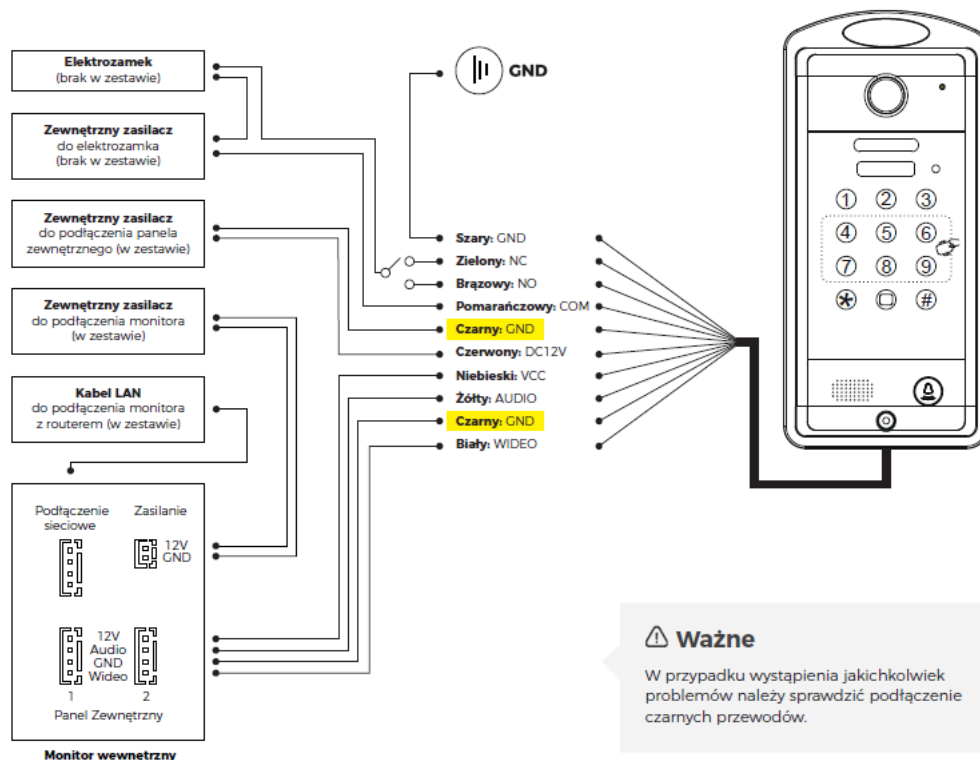 Elektrozamek
(brak w zestawie)
Zewnętrzny zasilacz
do elektrozamka
(brak w zestawie)
Zewnętrzny zasilacz
do podłączenia panela
zewnętrznego (w zestawie)
Zewnętrzny zasilacz
do podłączenia monitora
(w zestawie)
Kabel LAN
do podłączenia monitora
z routerem (w zestawie)
Podłączenie
sieciowe
Zasilanie
12V
GND
12V
Audio
GND
Wideo
1
2
Panel Zewnętrzny
Monitor wewnętrzny
GND
Szary: GND
Zielony: NC
Brązowy: NO
Pomarańczowy: COM
Czarny: GND
Czerwony: DC12V
Niebieski: VCC
Żółty: AUDIO
Czarny: GND
Biały: WIDEO
1 2 3
4 5 6
7 8 9
* #
Ważne
W przypadku wystąpienia jakichkolwiek
problemów należy sprawdzić podłączenie
czarnych przewodów.